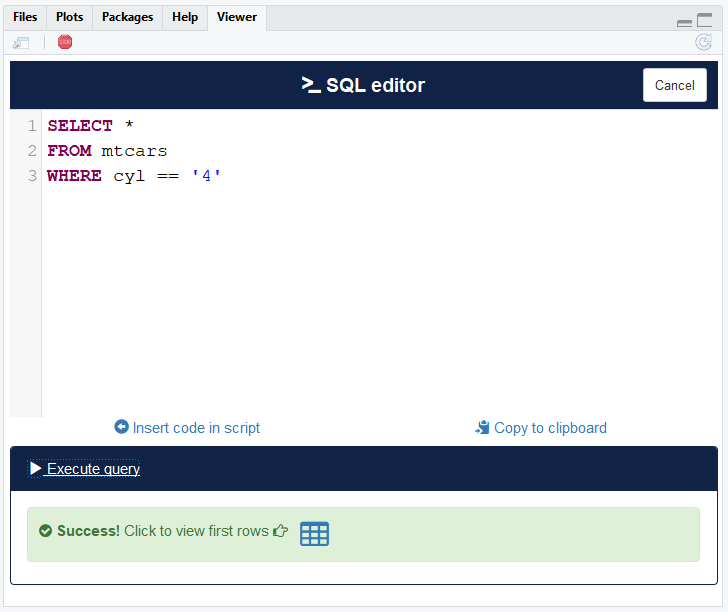 Files Plots Packages Help Viewer
STOP
>_ SQL editor
Cancel
1 SELECT *
2 FROM mtcars
3 WHERE cyl == '4'
Insert code in script
Copy to clipboard
Execute query
Success! Click to view first rows